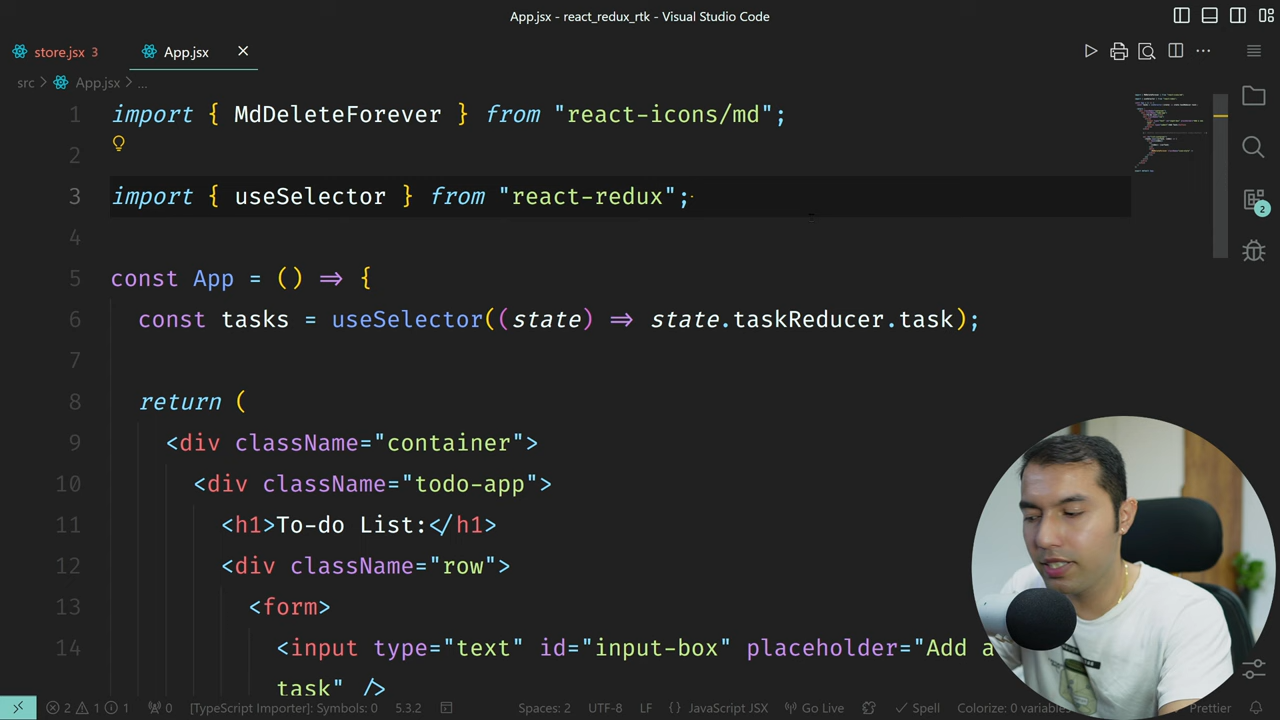 App.jsx - react_redux_rtk - Visual Studio Code
store.jsx 3 App.jsx
src > App.jsx > ...
1 import { MdDeleteForever } from "react-icons/md";
2
3 import { useSelector } from "react-redux";
4
5 const App = () => {
6 const tasks = useSelector((state) => state.taskReducer.task);
7
8 return (
9 <div className="container">
10 <div className="todo-app">
11 <h1>To-do List:</h1>
12 <div className="row">
13 <form>
14 <input type="text" id="input-box" placeholder="Add a
task" />
2
2 1 1 0 [TypeScript Importer]: Symbols: 0 5.3.2 Spaces: 2 UTF-8 LF {} JavaScript JSX Go Live Spell Colorize: 0 variables Prettier